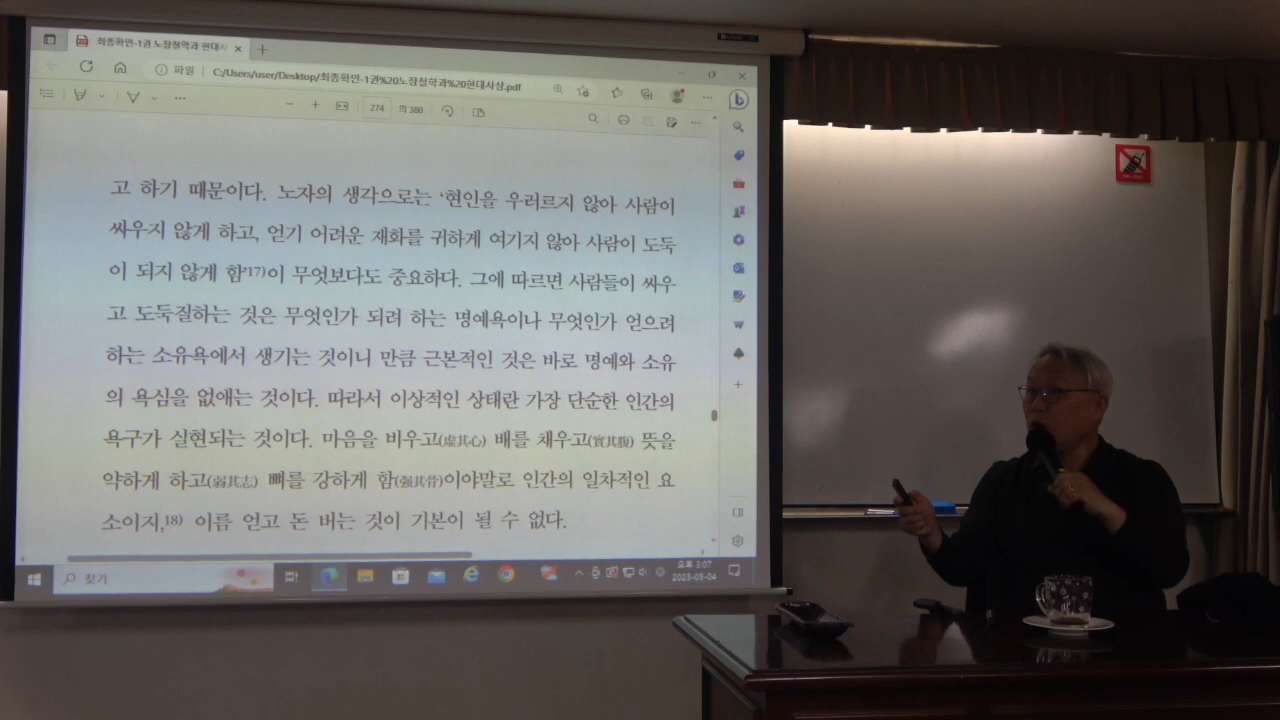 최종확인-1권 노장철학과 현대사
파일 C:/Users/user/Desktop/최종확인-1권%20노장철학과%20현대사상.pdf
274 의 380
고 하기 때문이다. 노자의 생각으로는 ‘현인을 우러르지 않아 사람이
싸우지 않게 하고, 얻기 어려운 재화를 귀하게 여기지 않아 사람이 도둑
이 되지 않게 함’17)이 무엇보다도 중요하다. 그에 따르면 사람들이 싸우
고 도둑질하는 것은 무엇인가 되려 하는 명예욕이나 무엇인가 얻으려
하는 소유욕에서 생기는 것이니 만큼 근본적인 것은 바로 명예와 소유
의 욕심을 없애는 것이다. 따라서 이상적인 상태란 가장 단순한 인간의
욕구가 실현되는 것이다. 마음을 비우고(虛其心) 배를 채우고(實其腹) 뜻을
약하게 하고(弱其志) 뼈를 강하게 함(强其骨)이야말로 인간의 일차적인 요
소이지,18) 이름 얻고 돈 버는 것이 기본이 될 수 없다.
찾기
2023-05-04